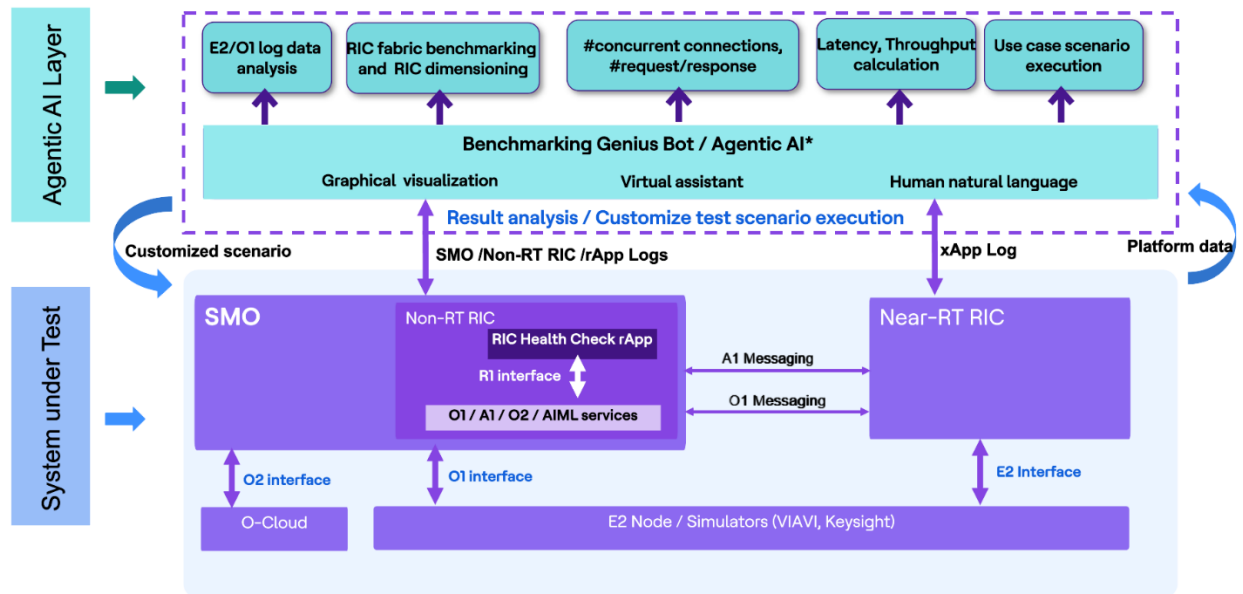 Agentic AI Layer
E2/O1 log data
analysis
RIC fabric benchmarking
and RIC dimensioning
#concurrent connections,
#request/response
Latency, Throughput
calculation
Use case scenario
execution
Benchmarking Genius Bot / Agentic AI*
Graphical visualization
Virtual assistant
Human natural language
Result analysis / Customize test scenario execution
Customized scenario
SMO /Non-RT RIC /rApp Logs
xApp Log
Platform data
System under Test
SMO
Non-RT RIC
RIC Health Check rApp
R1 interface
O1 / A1 / O2 / AIML services
Near-RT RIC
A1 Messaging
O1 Messaging
O2 interface
O1 interface
E2 Interface
O-Cloud
E2 Node / Simulators (VIAVI, Keysight)